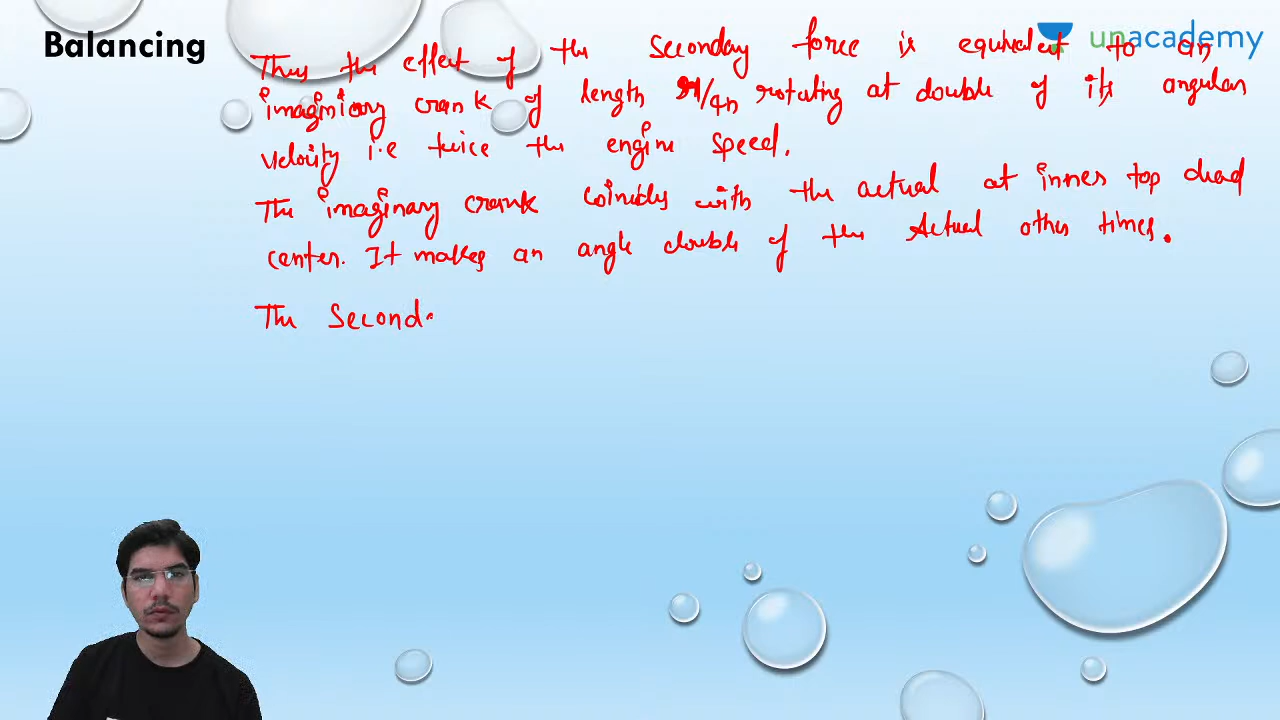 Balancing
unacademy
Thus the effect of the Seconday force is equivalent to an
imaginary crank of length r/4n rotating at double of its angular
velocity i.e twice the engine speed.
The imaginary crank Coincides with the actual at inner top dead
center. It makes an angle double of the Actual other times.
The Second